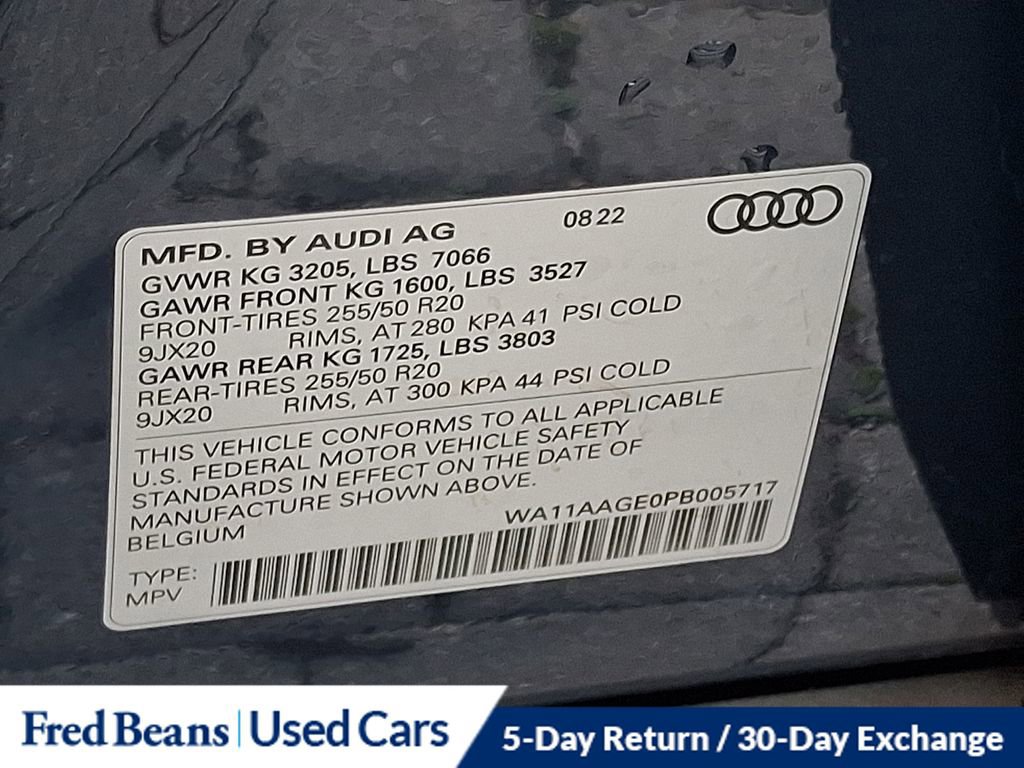 MFD. BY AUDI AG 08 22
GVWR KG 3205, LBS 7066
GAWR FRONT KG 1600, LBS 3527
FRONT-TIRES 255/50 R20
9JX20 RIMS, AT 280 KPA 41 PSI COLD
GAWR REAR KG 1725, LBS 3803
REAR-TIRES 255/50 R20
9JX20 RIMS, AT 300 KPA 44 PSI COLD
THIS VEHICLE CONFORMS TO ALL APPLICABLE
U.S. FEDERAL MOTOR VEHICLE SAFETY
STANDARDS IN EFFECT ON THE DATE OF
MANUFACTURE SHOWN ABOVE.
BELGIUM WA11AAGE0PB005717
TYPE:
MPV
Fred Beans | Used Cars
5-Day Return / 30-Day Exchange